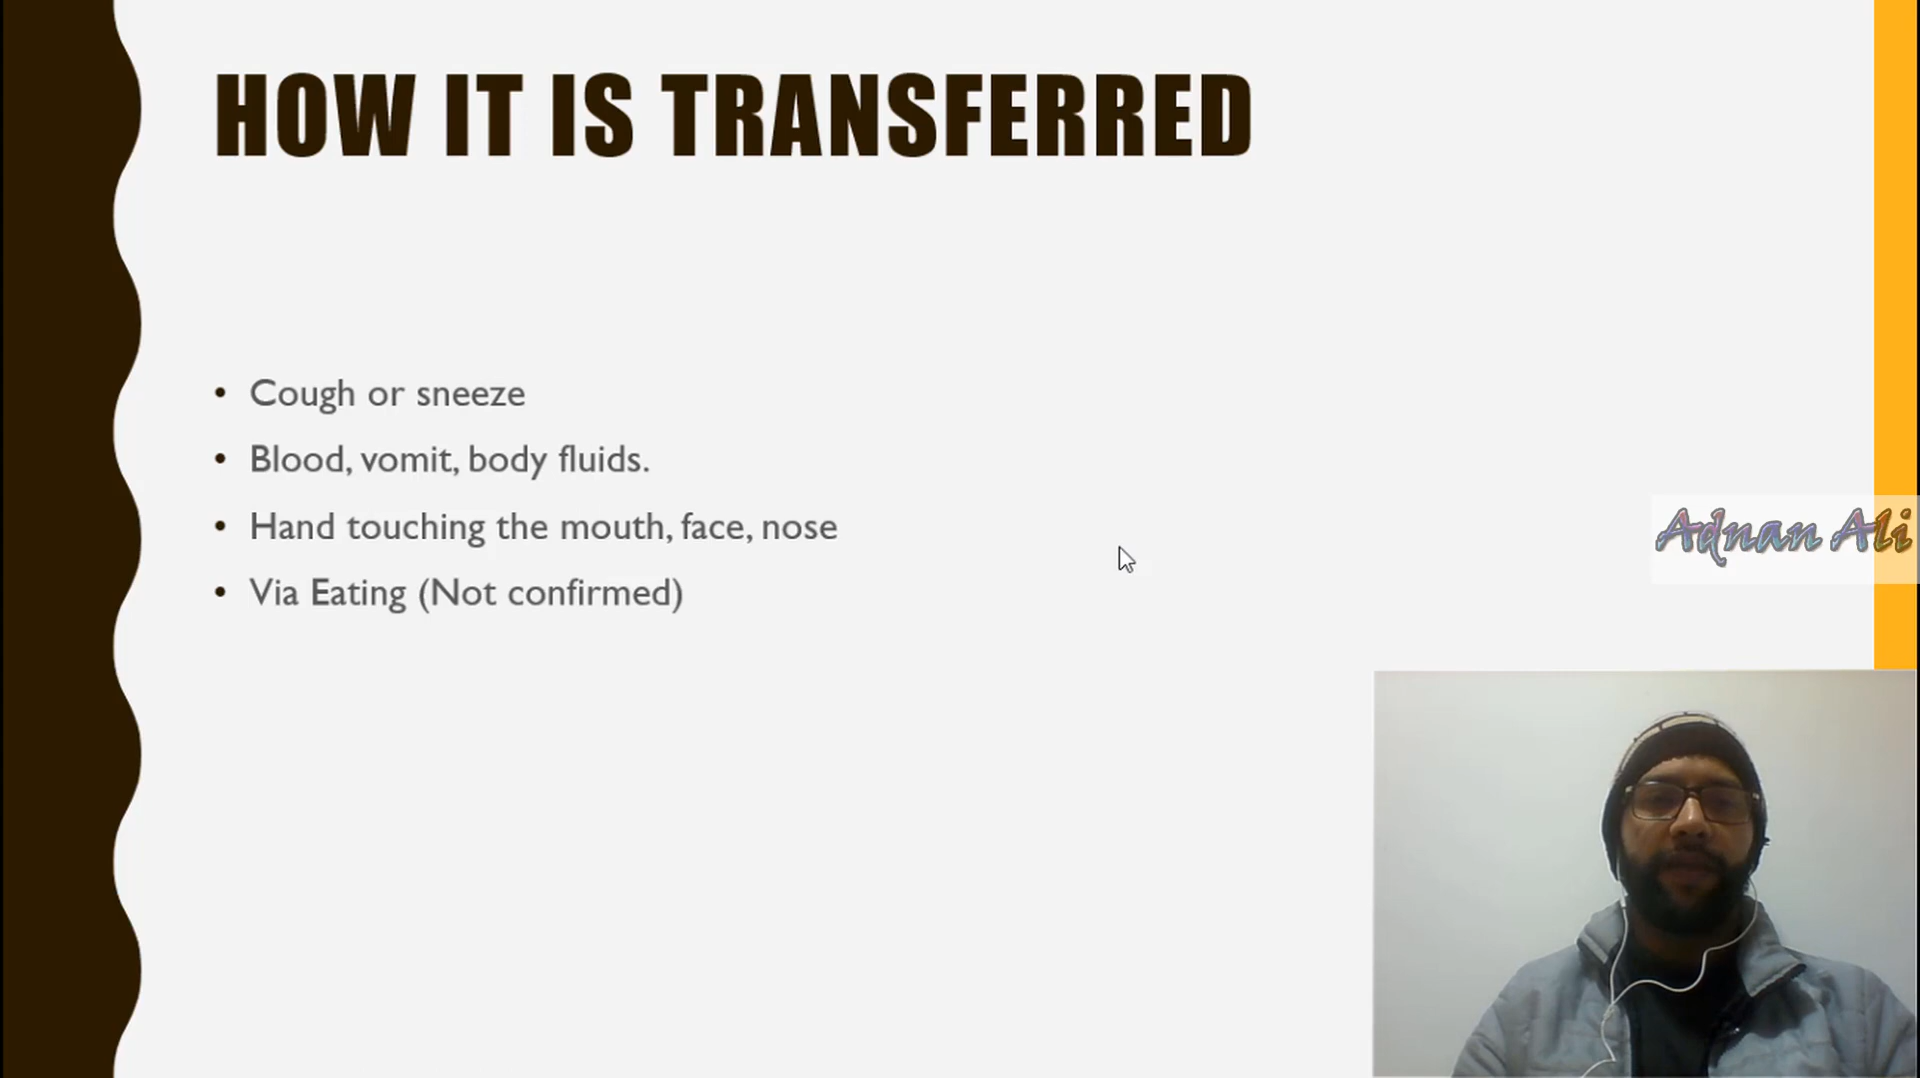 HOW IT IS TRANSFERRED
• Cough or sneeze
• Blood, vomit, body fluids.
• Hand touching the mouth, face, nose
• Via Eating (Not confirmed)
Adnan Ali